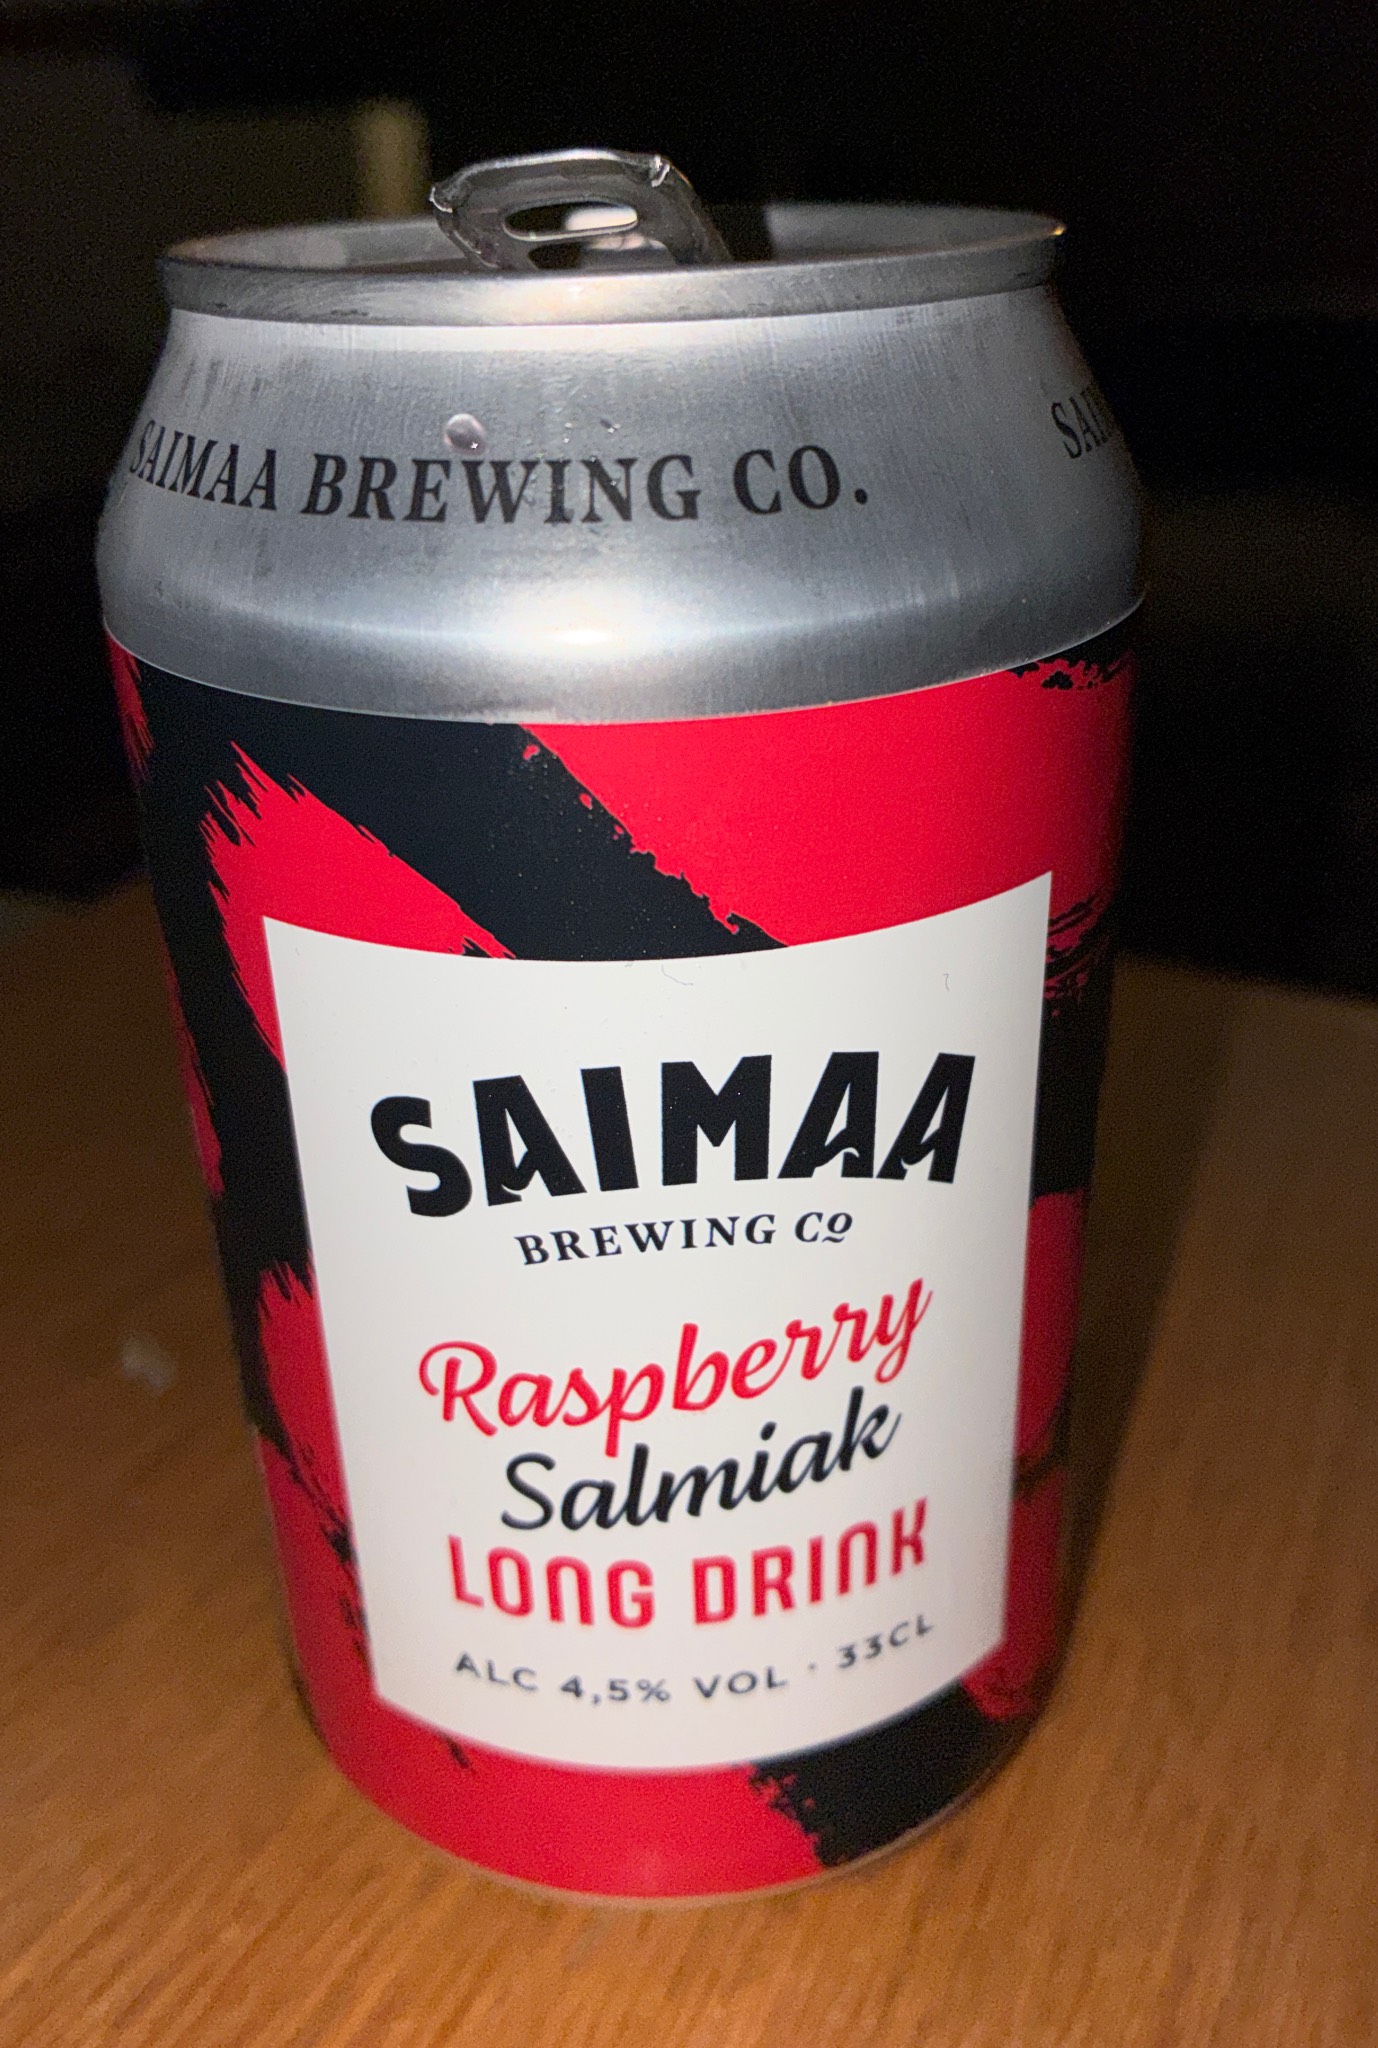 SAIMAA BREWING CO.
SAIMAA
BREWING Co
Raspberry
Salmiak
LONG DRINK
ALC 4,5% VOL · 33CL